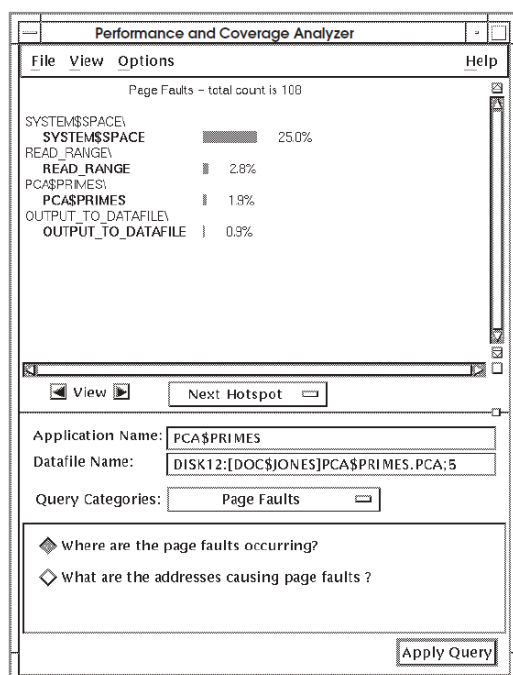 Performance and Coverage Analyzer
File View Options Help
Page Faults - total count is 108
SYSTEM$SPACE\
SYSTEM$SPACE 25.0%
READ_RANGE\
READ_RANGE 2.8%
PCA$PRIMES\
PCA$PRIMES 1.9%
OUTPUT_TO_DATAFILE\
OUTPUT_TO_DATAFILE 0.9%
View Next Hotspot
Application Name: PCA$PRIMES
Datafile Name: DISK12:[DOC$JONES]PCA$PRIMES.PCA;5
Query Categories: Page Faults
Where are the page faults occurring?
What are the addresses causing page faults ?
Apply Query